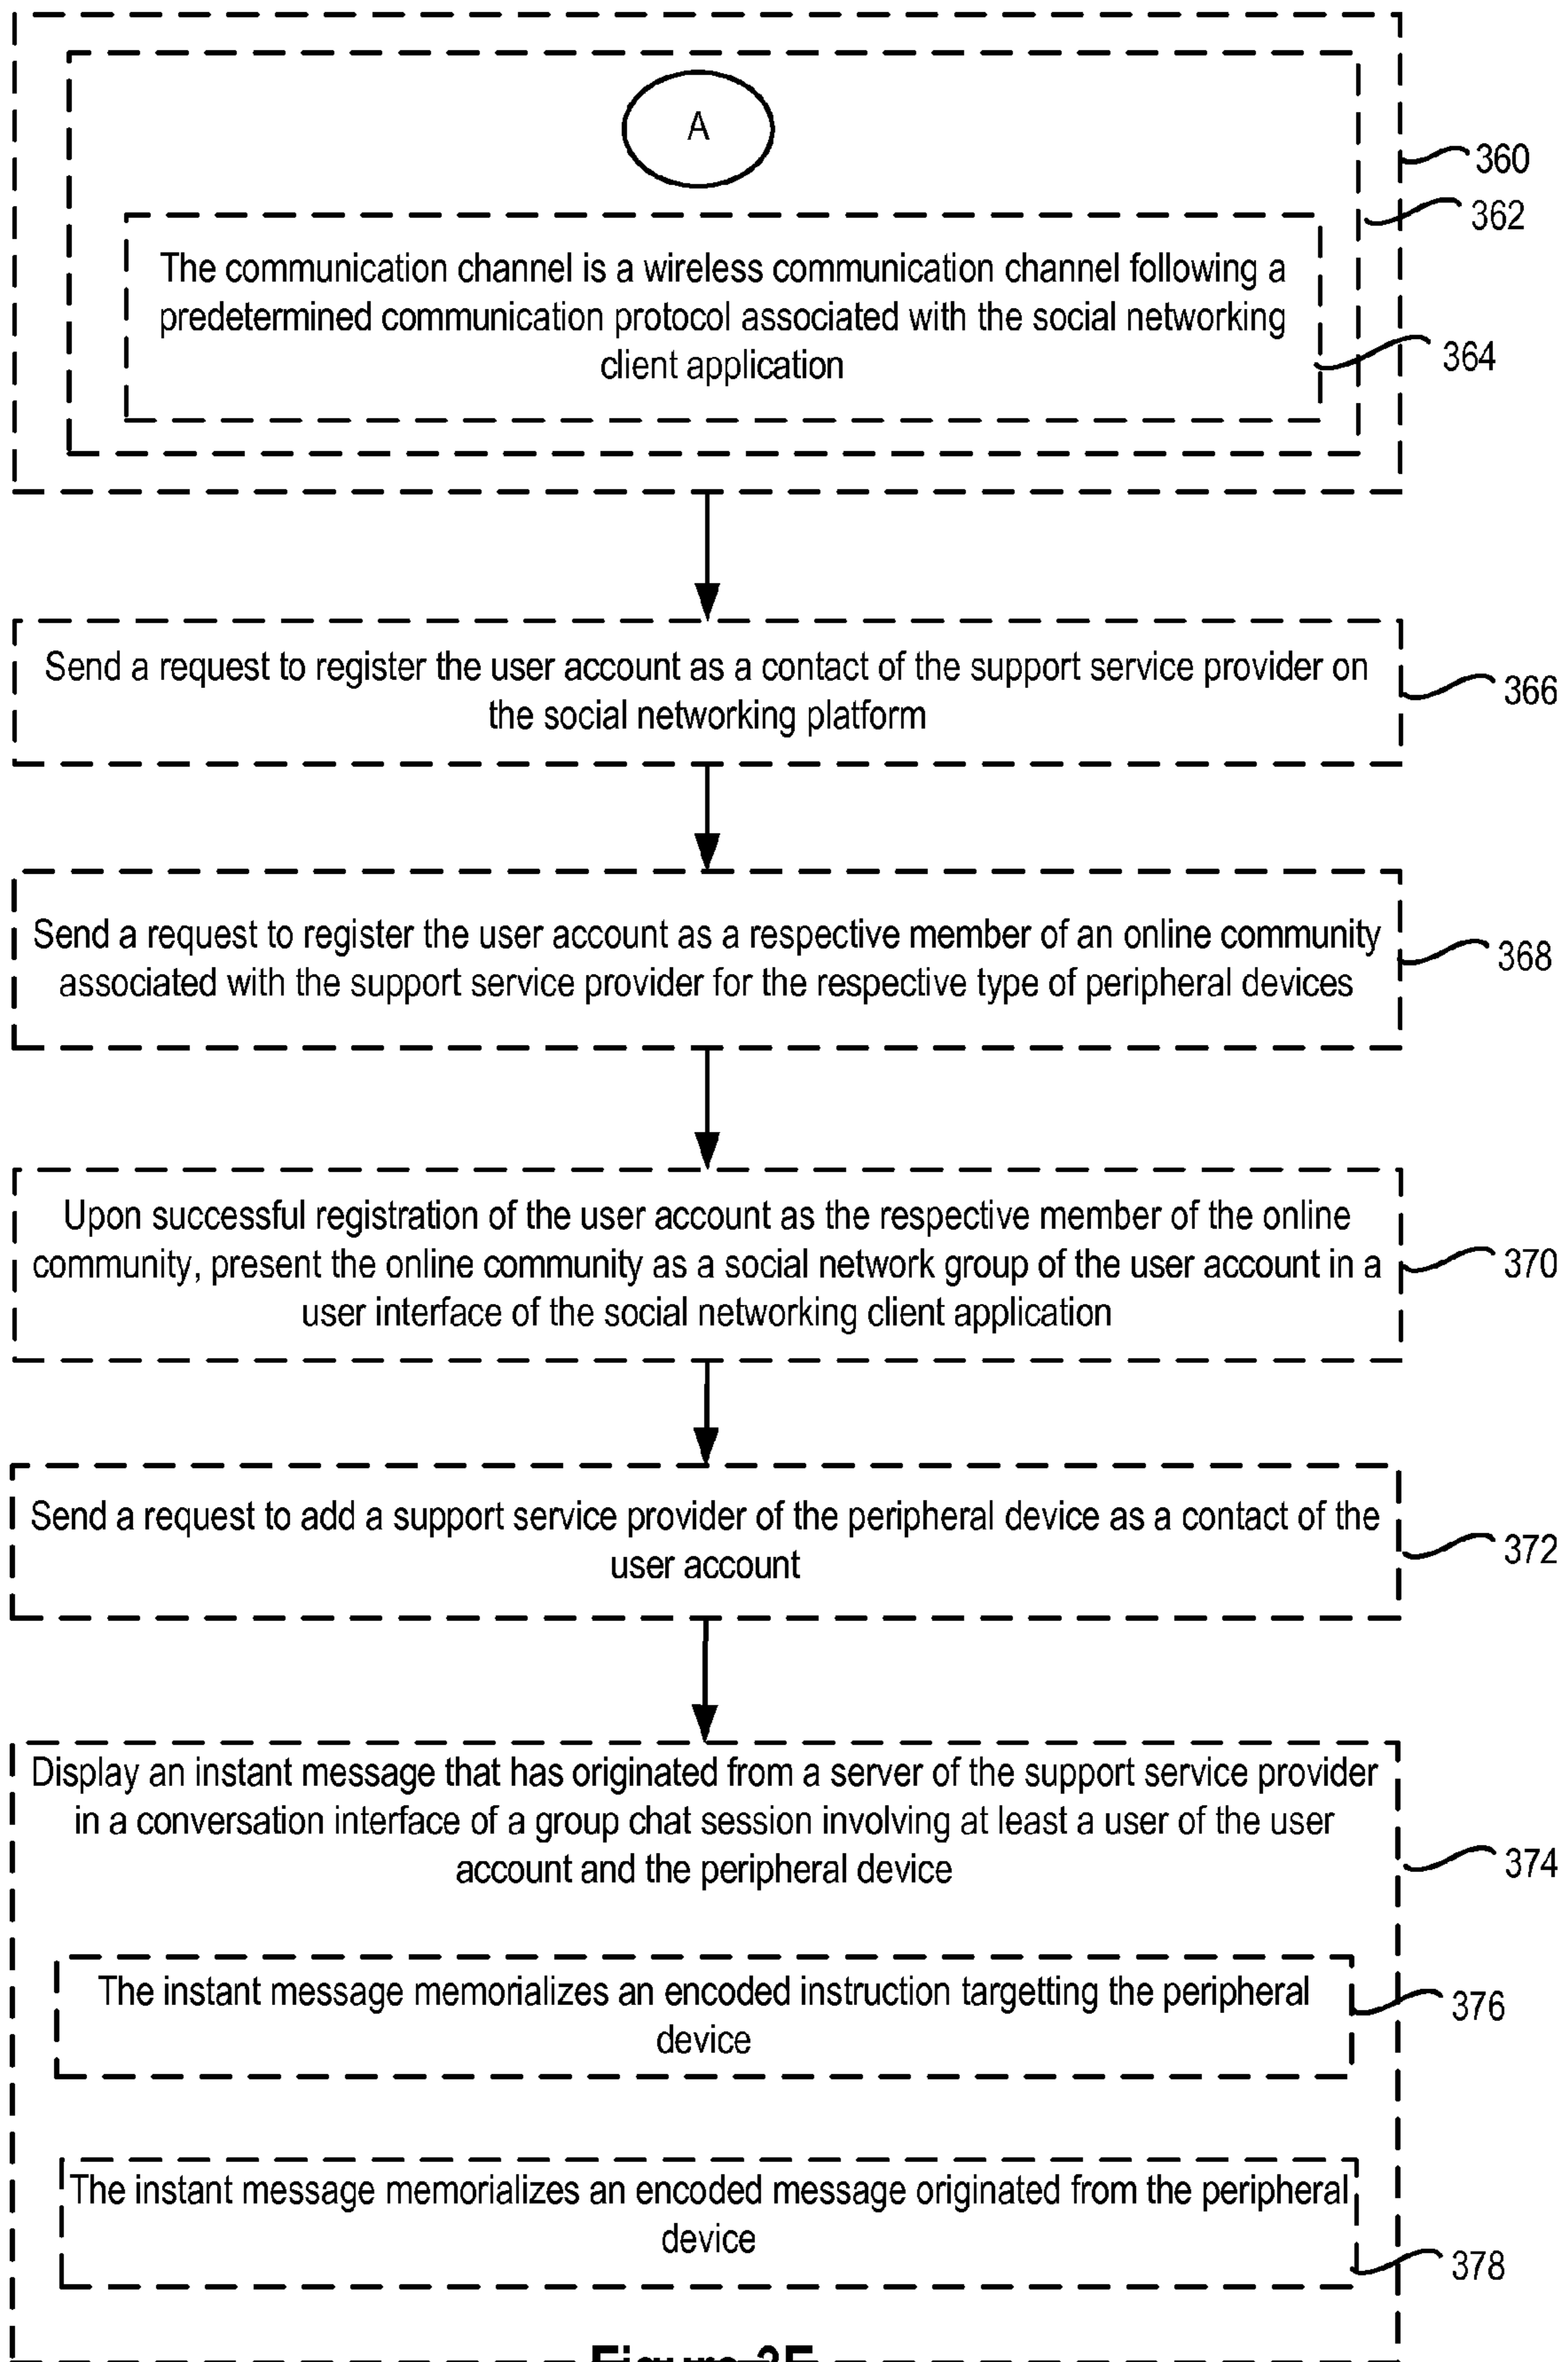 A
360
362
The communication channel is a wireless communication channel following a
predetermined communication protocol associated with the social networking
client application
364
Send a request to register the user account as a contact of the support service provider on
the social networking platform
366
Send a request to register the user account as a respective member of an online community
associated with the support service provider for the respective type of peripheral devices
368
Upon successful registration of the user account as the respective member of the online
community, present the online community as a social network group of the user account in a
user interface of the social networking client application
370
Send a request to add a support service provider of the peripheral device as a contact of the
user account
372
Display an instant message that has originated from a server of the support service provider
in a conversation interface of a group chat session involving at least a user of the user
account and the peripheral device
374
The instant message memorializes an encoded instruction targetting the peripheral
device
376
The instant message memorializes an encoded message originated from the peripheral
device
378
Figure